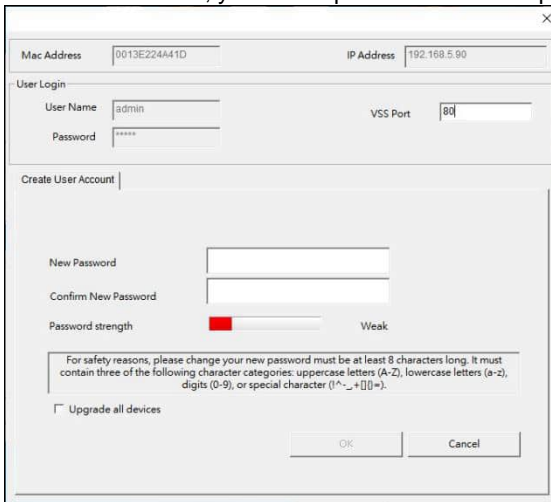 Mac Address 0013E224A41D IP Address 192.168.5.90
User Login
User Name admin VSS Port 80
Password *****
Create User Account
New Password
Confirm New Password
Password strength Weak
For safety reasons, please change your new password must be at least 8 characters long. It must
contain three of the following character categories: uppercase letters (A-Z), lowercase letters (a-z),
digits (0-9), or special character (!^-_,+[]{}=).
Upgrade all devices
OK Cancel